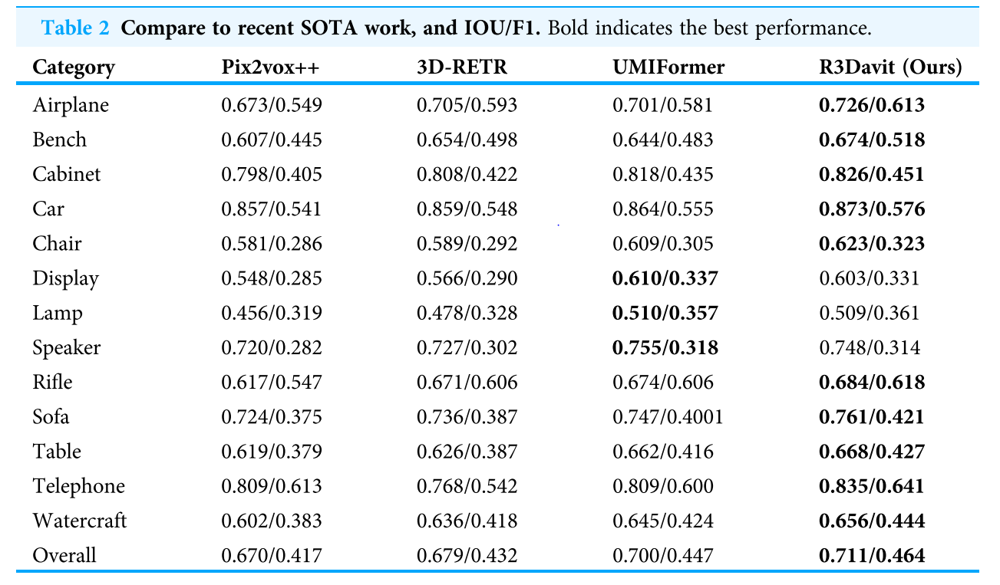 Table 2 Compare to recent SOTA work, and IOU/F1. Bold indicates the best performance.
Category Pix2vox++ 3D-RETR UMIFormer R3Davit (Ours)
Airplane 0.673/0.549 0.705/0.593 0.701/0.581 0.726/0.613
Bench 0.607/0.445 0.654/0.498 0.644/0.483 0.674/0.518
Cabinet 0.798/0.405 0.808/0.422 0.818/0.435 0.826/0.451
Car 0.857/0.541 0.859/0.548 0.864/0.555 0.873/0.576
Chair 0.581/0.286 0.589/0.292 0.609/0.305 0.623/0.323
Display 0.548/0.285 0.566/0.290 0.610/0.337 0.603/0.331
Lamp 0.456/0.319 0.478/0.328 0.510/0.357 0.509/0.361
Speaker 0.720/0.282 0.727/0.302 0.755/0.318 0.748/0.314
Rifle 0.617/0.547 0.671/0.606 0.674/0.606 0.684/0.618
Sofa 0.724/0.375 0.736/0.387 0.747/0.4001 0.761/0.421
Table 0.619/0.379 0.626/0.387 0.662/0.416 0.668/0.427
Telephone 0.809/0.613 0.768/0.542 0.809/0.600 0.835/0.641
Watercraft 0.602/0.383 0.636/0.418 0.645/0.424 0.656/0.444
Overall 0.670/0.417 0.679/0.432 0.700/0.447 0.711/0.464